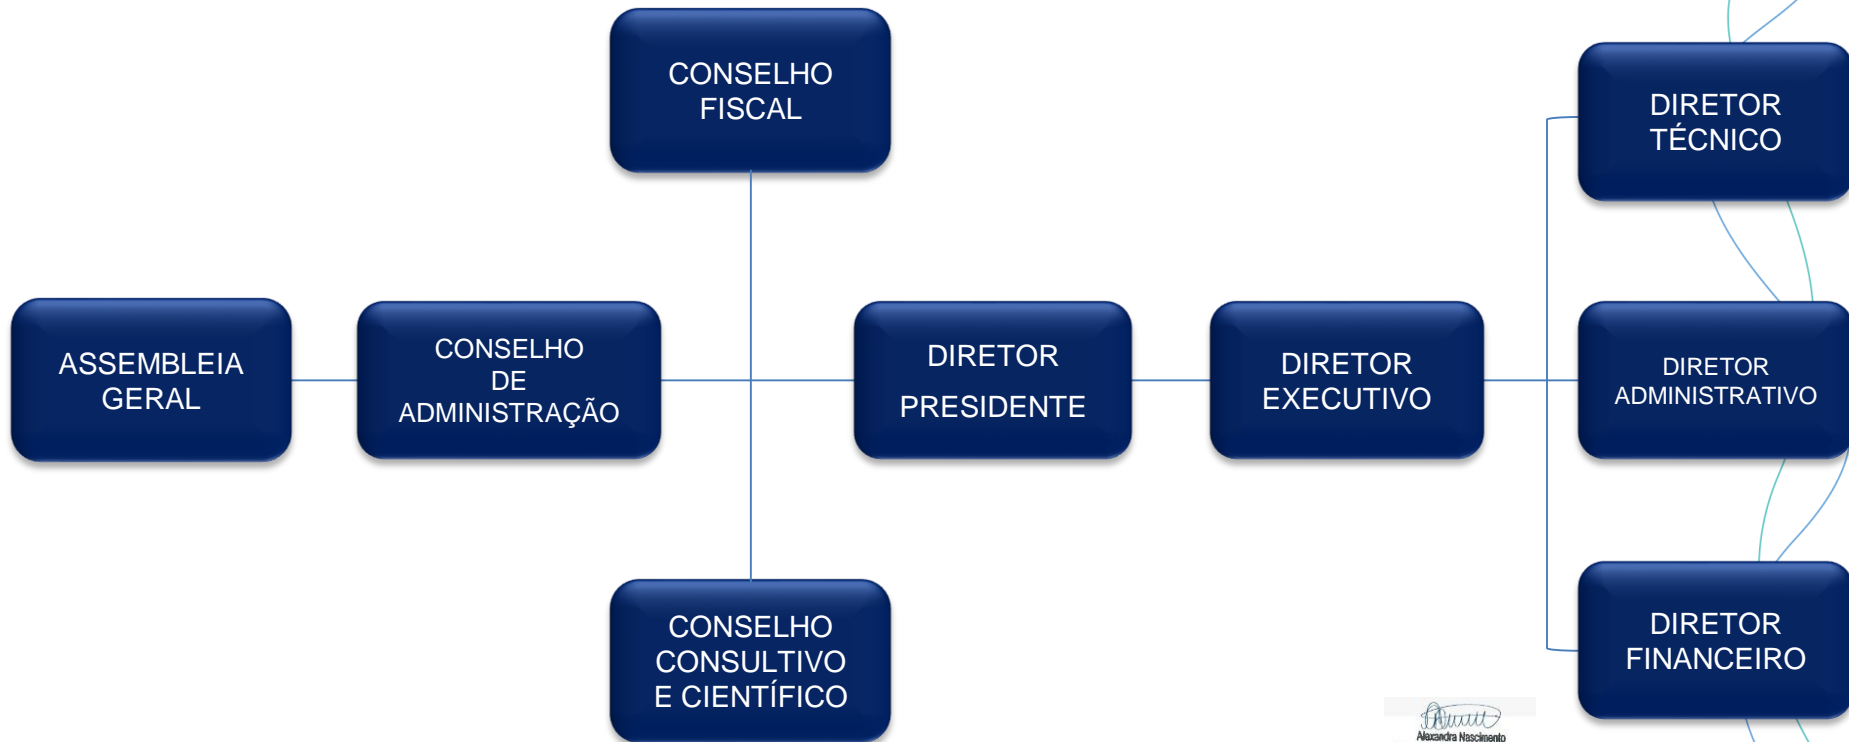 CONSELHO
FISCAL
DIRETOR
TÉCNICO
ASSEMBLEIA
GERAL
CONSELHO
DE
ADMINISTRAÇÃO
DIRETOR
PRESIDENTE
DIRETOR
EXECUTIVO
DIRETOR
ADMINISTRATIVO
CONSELHO
CONSULTIVO
E CIENTÍFICO
DIRETOR
FINANCEIRO
Alexandra Nascimento